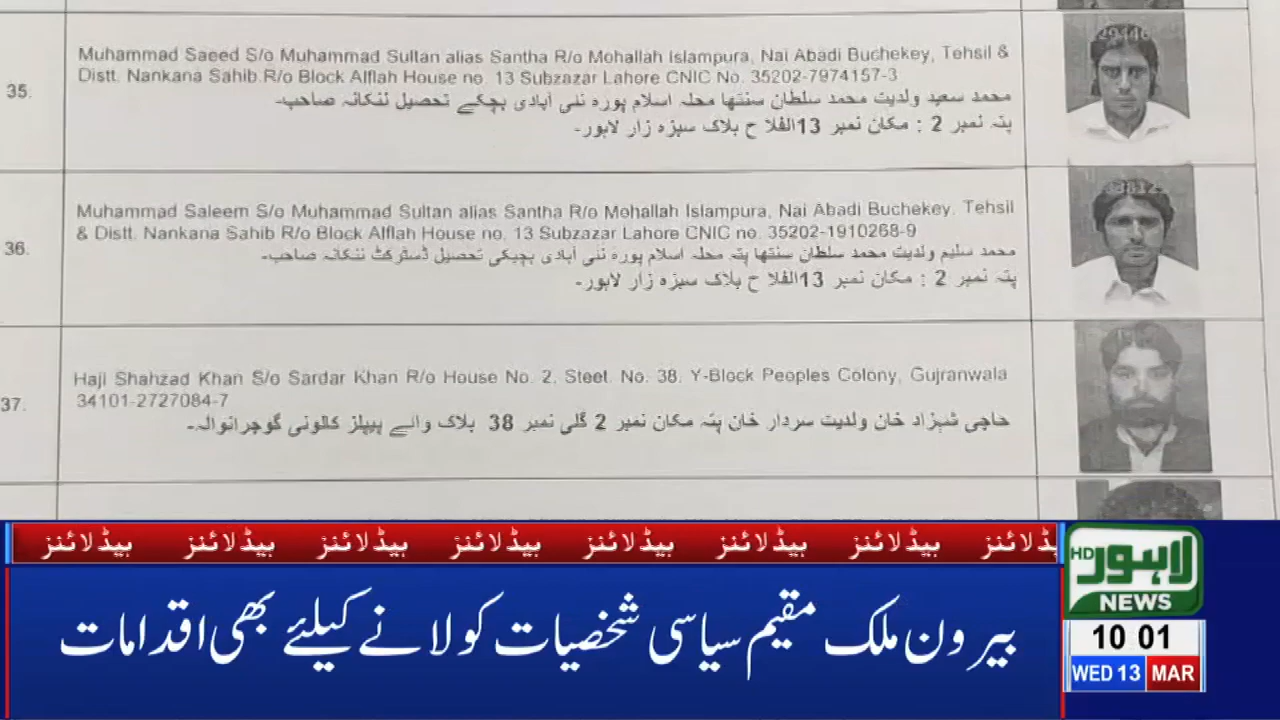 35.
Muhammad Saeed S/o Muhammad Sultan alias Santha R/o Mohallah Islampura, Nai Abadi Buchekey, Tehsil &
Distt. Nankana Sahib R/o Block Alflah House no. 13 Subzazar Lahore CNIC No. 35202-7974157-3
محمد سعید ولدیت محمد سلطان سنتھا محلہ اسلام پورہ نئی آبادی بچکے تحصیل ننکانہ صاحب۔
پتہ نمبر 2 : مکان نمبر 13الفلا ح بلاک سبزہ زار لاہور۔
36.
Muhammad Saleem S/o Muhammad Sultan alias Santha R/o Mohallah Islampura, Nai Abadi Buchekey, Tehsil
& Distt. Nankana Sahib R/o Block Alflah House no. 13 Subzazar Lahore CNIC no. 35202-1910268-9
محمد سلیم ولدیت محمد سلطان سنتھا پتہ محلہ اسلام پورہ نئی آبادی بچیکی تحصیل ڈسٹرکٹ ننکانہ صاحب۔
پتہ نمبر 2 : مکان نمبر 13الفلا ح بلاک سبزہ زار لاہور۔
37.
Haji Shahzad Khan S/o Sardar Khan R/o House No. 2, Steet. No. 38, Y-Block Peoples Colony, Gujranwala
34101-2727084-7
حاجی شہزاد خان ولدیت سردار خان پتہ مکان نمبر 2 گلی نمبر 38 بلاک وائے پیپلز کالونی گوجرانوالہ۔
ہیڈلائنز ہیڈلائنز ہیڈلائنز ہیڈلائنز ہیڈلائنز ہیڈلائنز ہیڈلائنز
بیرون ملک مقیم سیاسی شخصیات کو لانے کیلئے بھی اقدامات
HD لاہور
NEWS
10 01
WED 13 MAR